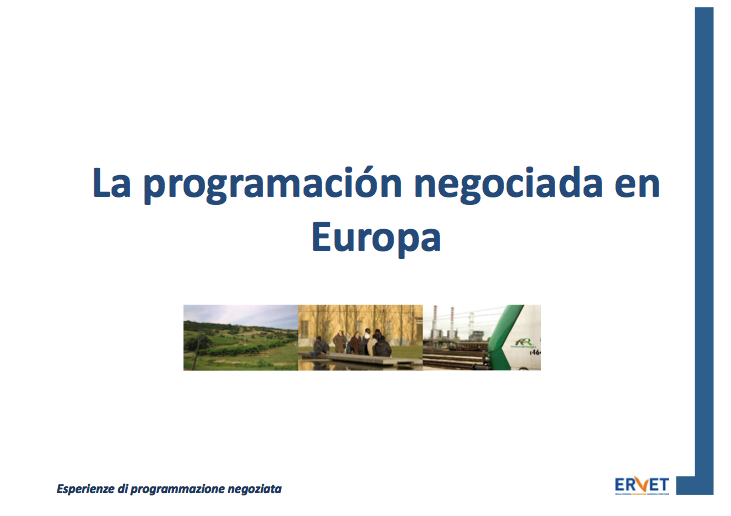 La programación negociada en
Europa
Esperienze di programmazione negoziata
ERVET